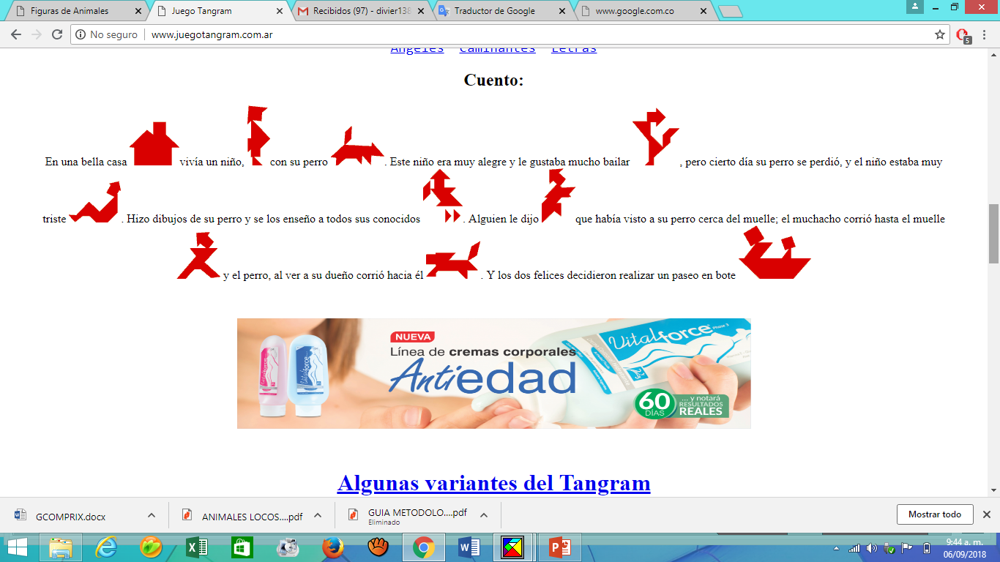 Figuras de Animales
Juego Tangram
Recibidos (97) - divier138
Traductor de Google
www.google.com.co
No seguro
www.juegotangram.com.ar
5
Angeles Caminantes Letras
Cuento:
En una bella casa vivía un niño, con su perro . Este niño era muy alegre y le gustaba mucho bailar , pero cierto día su perro se perdió, y el niño estaba muy
triste . Hizo dibujos de su perro y se los enseño a todos sus conocidos . Alguien le dijo que había visto a su perro cerca del muelle; el muchacho corrió hasta el muelle
y el perro, al ver a su dueño corrió hacia él . Y los dos felices decidieron realizar un paseo en bote
NUEVA
Línea de cremas corporales
Antiedad
Vitalforce
60
DÍAS
... y notará
RESULTADOS
REALES
Algunas variantes del Tangram
GCOMPRIX.docx
ANIMALES LOCOS....pdf
GUIA METODOLO....pdf
Eliminado
Mostrar todo
9:44 a. m.
06/09/2018